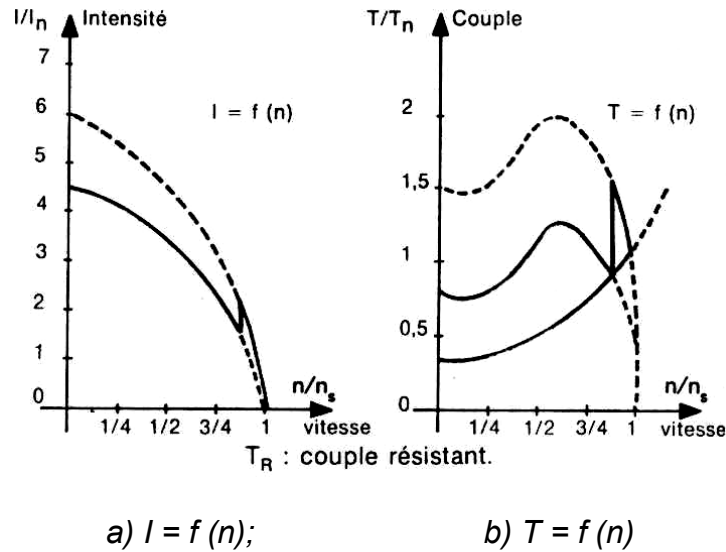 I/In Intensité
7
6
5
4
3
2
1
0
I = f (n)
1/4 1/2 3/4 1
n/ns
vitesse
T/Tn Couple
2
1,5
1
0,5
0
T = f (n)
1/4 1/2 3/4 1
n/ns
vitesse
TR : couple résistant.
a) I = f (n);
b) T = f (n)